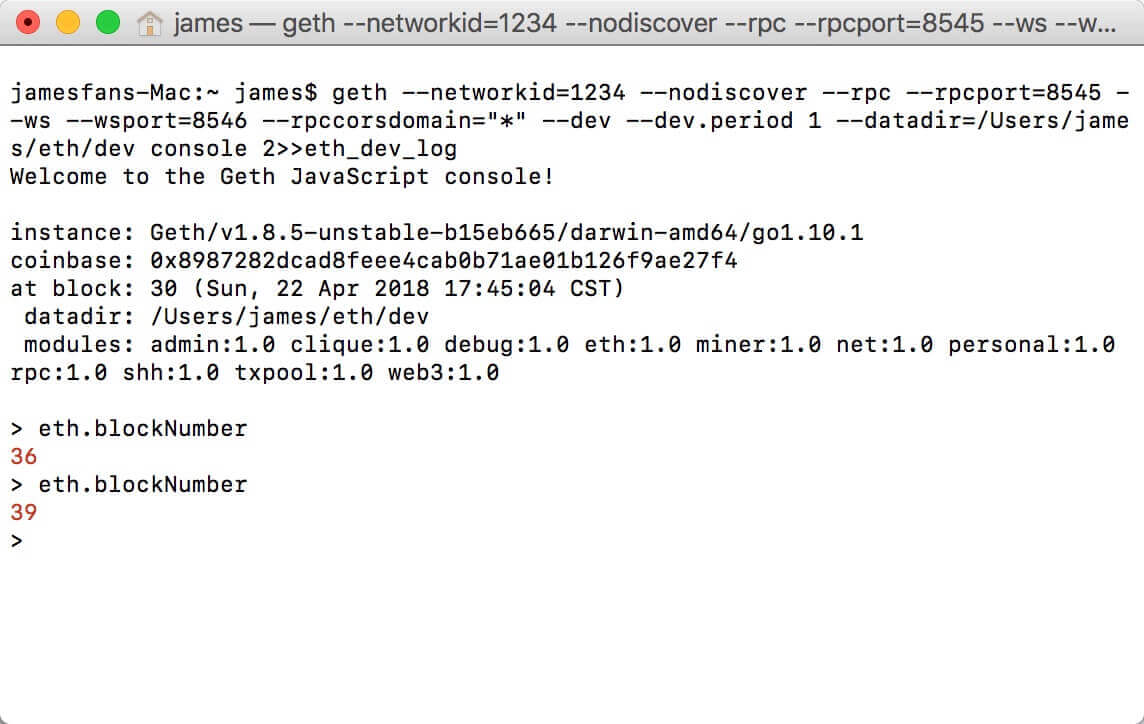 james — geth --networkid=1234 --nodiscover --rpc --rpcport=8545 --ws --w...
jamesfans-Mac:~ james$ geth --networkid=1234 --nodiscover --rpc --rpcport=8545 -
-ws --wsport=8546 --rpccorsdomain="*" --dev --dev.period 1 --datadir=/Users/jame
s/eth/dev console 2>>eth_dev_log
Welcome to the Geth JavaScript console!
instance: Geth/v1.8.5-unstable-b15eb665/darwin-amd64/go1.10.1
coinbase: 0x8987282dcad8feee4cab0b71ae01b126f9ae27f4
at block: 30 (Sun, 22 Apr 2018 17:45:04 CST)
 datadir: /Users/james/eth/dev
 modules: admin:1.0 clique:1.0 debug:1.0 eth:1.0 miner:1.0 net:1.0 personal:1.0
rpc:1.0 shh:1.0 txpool:1.0 web3:1.0
> eth.blockNumber
36
> eth.blockNumber
39
>